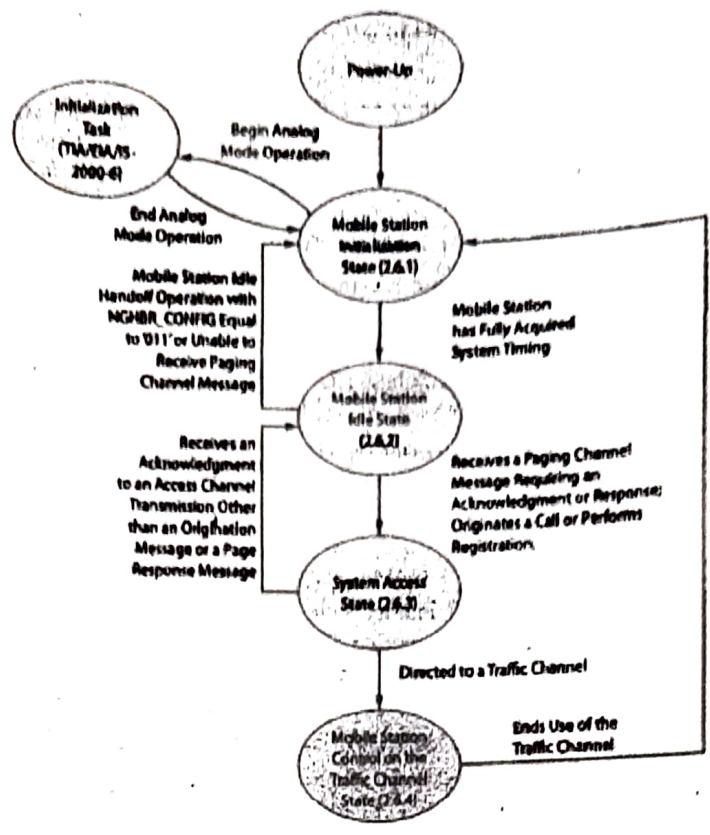 Power-Up
Initialization
Task
(TIA/EIA/IS-
2000-6)
Begin Analog
Mode Operation
End Analog
Mode Operation
Mobile Station
Initialization
State (2.6.1)
Mobile Station Idle
Handoff Operation with
NGHBR_CONFIG Equal
to '011' or Unable to
Receive Paging
Channel Message
Mobile Station
has Fully Acquired
System Timing
Mobile Station
Idle State
(2.6.2)
Receives an
Acknowledgment
to an Access Channel
Transmission Other
than an Origination
Message or a Page
Response Message
Receives a Paging Channel
Message Requiring an
Acknowledgment or Response;
Originates a Call or Performs
Registration.
System Access
State (2.6.3)
Directed to a Traffic Channel
Ends Use of the
Traffic Channel
Mobile Station
Control on the
Traffic Channel
State (2.6.4)